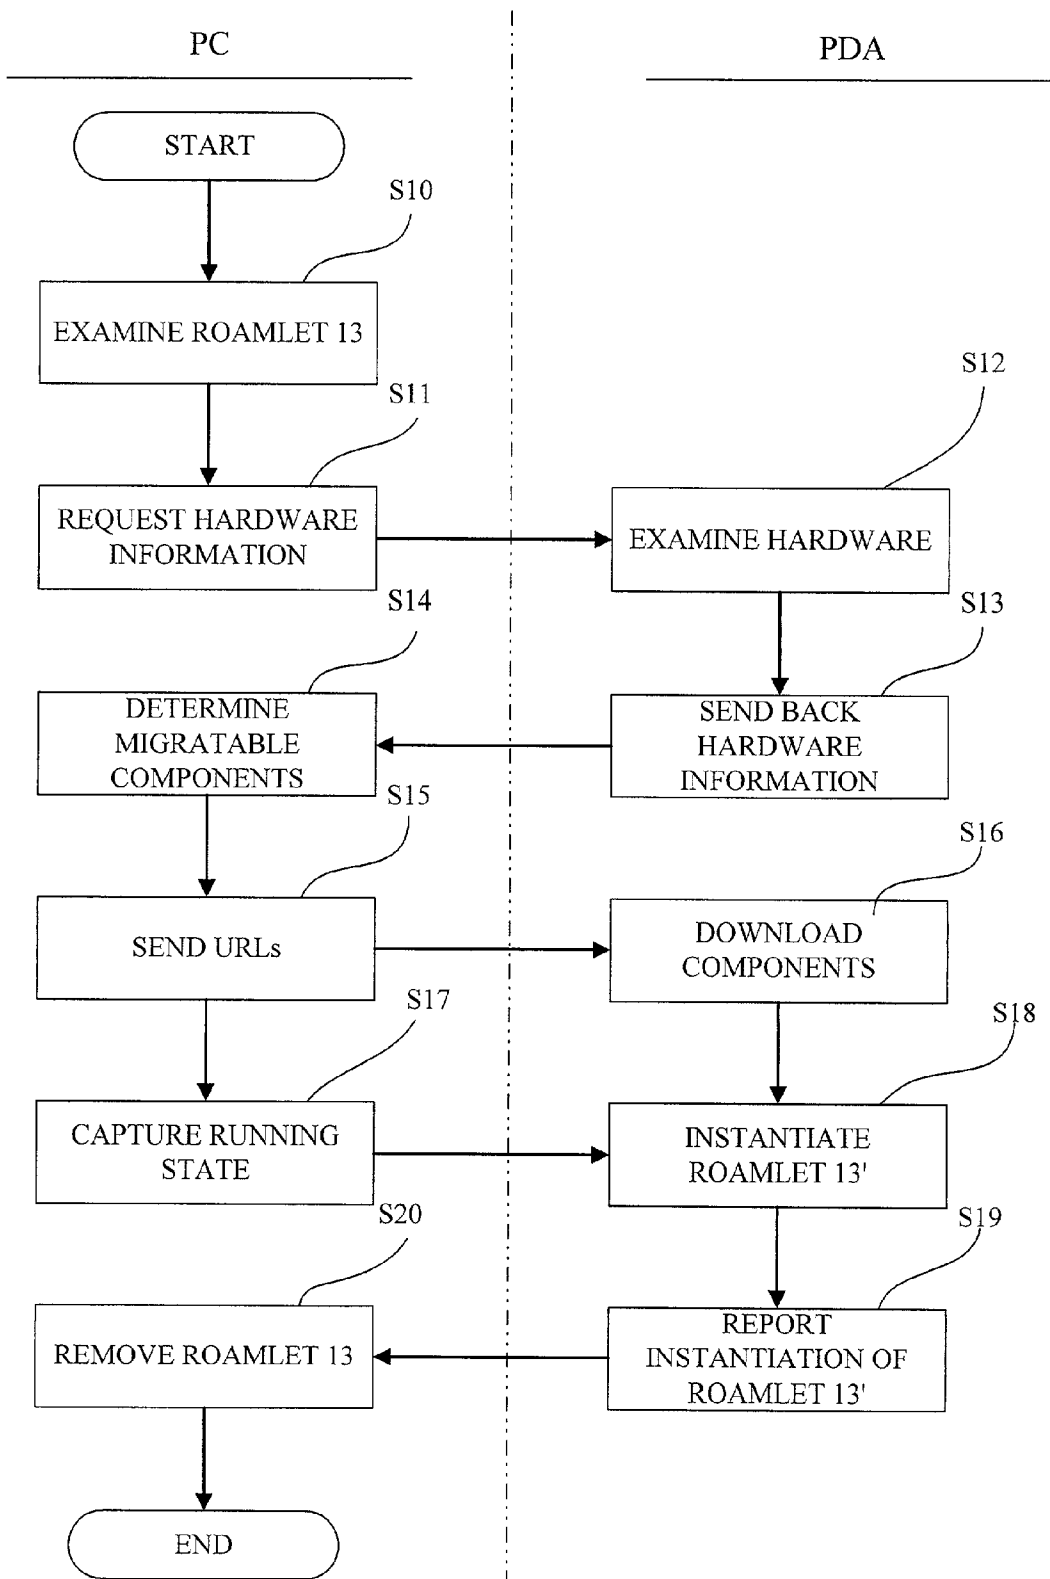 PC
PDA
START
S10
EXAMINE ROAMLET 13
S11
S12
REQUEST HARDWARE
INFORMATION
EXAMINE HARDWARE
S14
S13
DETERMINE
MIGRATABLE
COMPONENTS
SEND BACK
HARDWARE
INFORMATION
S15
S16
SEND URLs
DOWNLOAD
COMPONENTS
S17
S18
CAPTURE RUNNING
STATE
INSTANTIATE
ROAMLET 13'
S20
S19
REMOVE ROAMLET 13
REPORT
INSTANTIATION OF
ROAMLET 13'
END